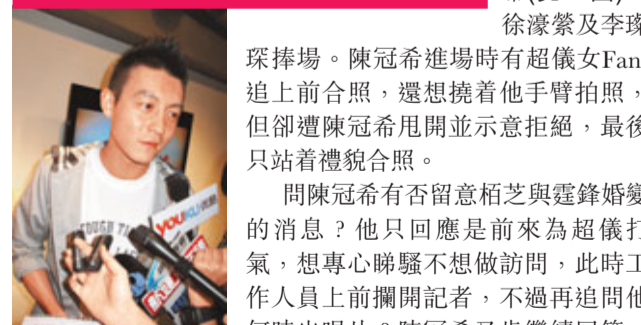 徐濠縈及李璨
琛捧場。陳冠希進場時有超儀女Fan
追上前合照，還想撓着他手臂拍照，
但卻遭陳冠希甩開並示意拒絕，最後
只站着禮貌合照。
問陳冠希有否留意栢芝與霆鋒婚變
的消息？他只回應是前來為超儀打
氣，想專心睇騷不想做訪問，此時工
作人員上前攔開記者，不過再追問他
TOUGH
YOUKU